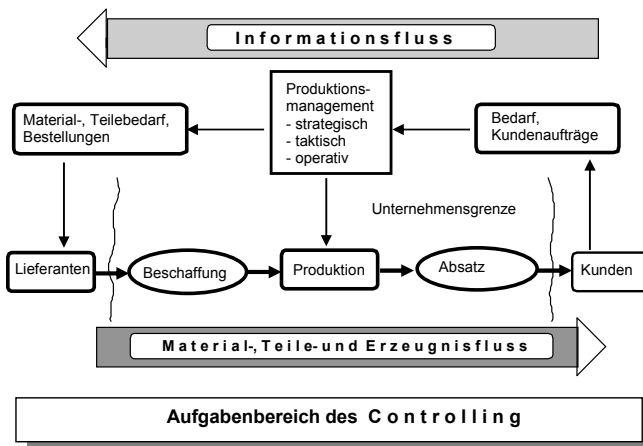 Informationsfluss
Produktions-
management
- strategisch
- taktisch
- operativ
Material-, Teilebedarf,
Bestellungen
Bedarf,
Kundenaufträge
Unternehmensgrenze
Lieferanten
Beschaffung
Produktion
Absatz
Kunden
Material-, Teile- und Erzeugnisfluss
Aufgabenbereich des Controlling